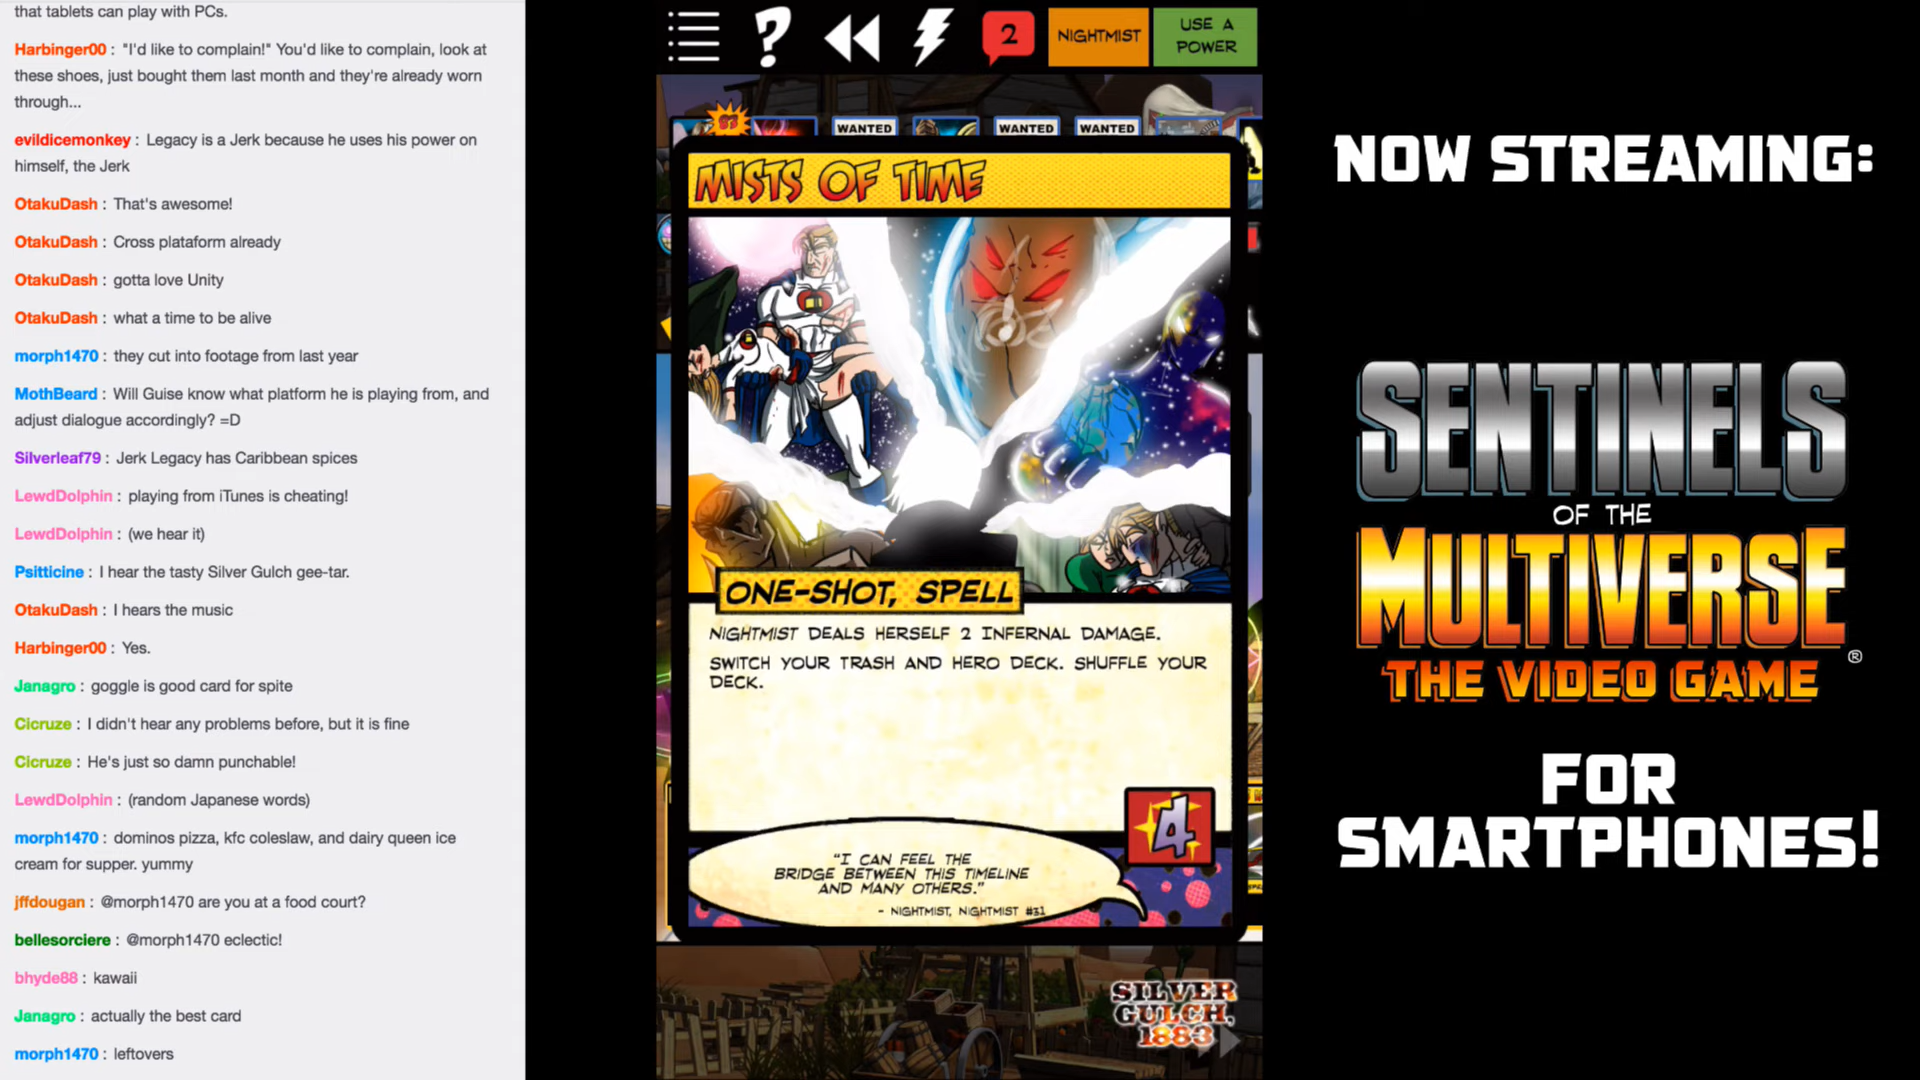 that tablets can play with PCs.
Harbinger00 : "I'd like to complain!" You'd like to complain, look at
these shoes, just bought them last month and they're already worn
through...
evildicemonkey : Legacy is a Jerk because he uses his power on
himself, the Jerk
OtakuDash : That's awesome!
OtakuDash : Cross plataform already
OtakuDash : gotta love Unity
OtakuDash : what a time to be alive
morph1470 : they cut into footage from last year
MothBeard : Will Guise know what platform he is playing from, and
adjust dialogue accordingly? =D
Silverleaf79 : Jerk Legacy has Caribbean spices
LewdDolphin : playing from iTunes is cheating!
LewdDolphin : (we hear it)
Psitticine : I hear the tasty Silver Gulch gee-tar.
OtakuDash : I hears the music
Harbinger00 : Yes.
Janagro : goggle is good card for spite
Cicruze : I didn't hear any problems before, but it is fine
Cicruze : He's just so damn punchable!
LewdDolphin : (random Japanese words)
morph1470 : dominos pizza, kfc coleslaw, and dairy queen ice
cream for supper. yummy
jffdougan : @morph1470 are you at a food court?
bellesorciere : @morph1470 eclectic!
bhyde88 : kawaii
Janagro : actually the best card
morph1470 : leftovers
?
2
NIGHTMIST
USE A
POWER
WANTED
WANTED
WANTED
MISTS OF TIME
ONE-SHOT, SPELL
NIGHTMIST DEALS HERSELF 2 INFERNAL DAMAGE.
SWITCH YOUR TRASH AND HERO DECK. SHUFFLE YOUR
DECK.
4
"I CAN FEEL THE
BRIDGE BETWEEN THIS TIMELINE
AND MANY OTHERS."
- NIGHTMIST, NIGHTMIST #31
SILVER
GULCH,
1883
NOW STREAMING:
SENTINELS
OF THE
MULTIVERSE
®
THE VIDEO GAME
FOR
SMARTPHONES!